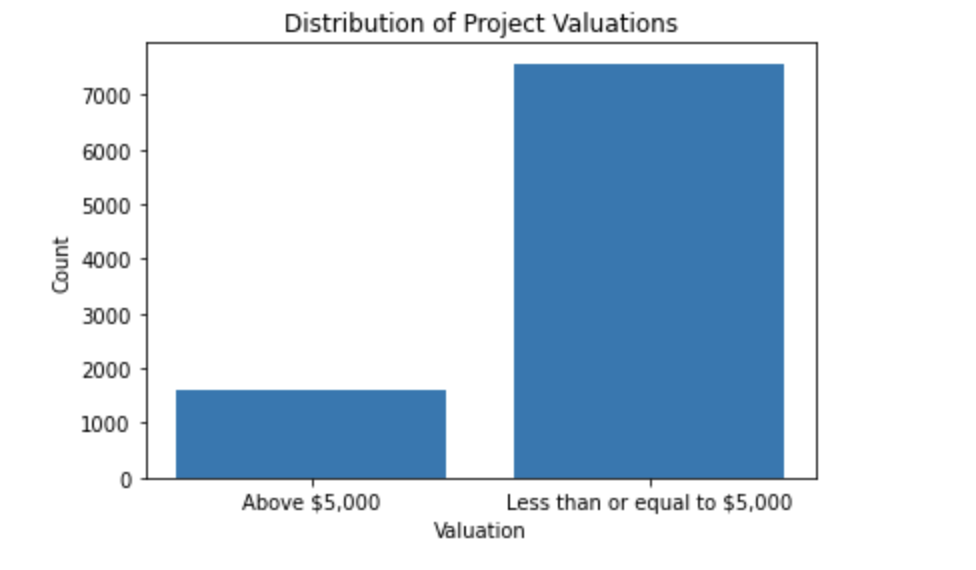 Distribution of Project Valuations
7000
6000
5000
4000
3000
2000
1000
0
Count
Above $5,000
Less than or equal to $5,000
Valuation